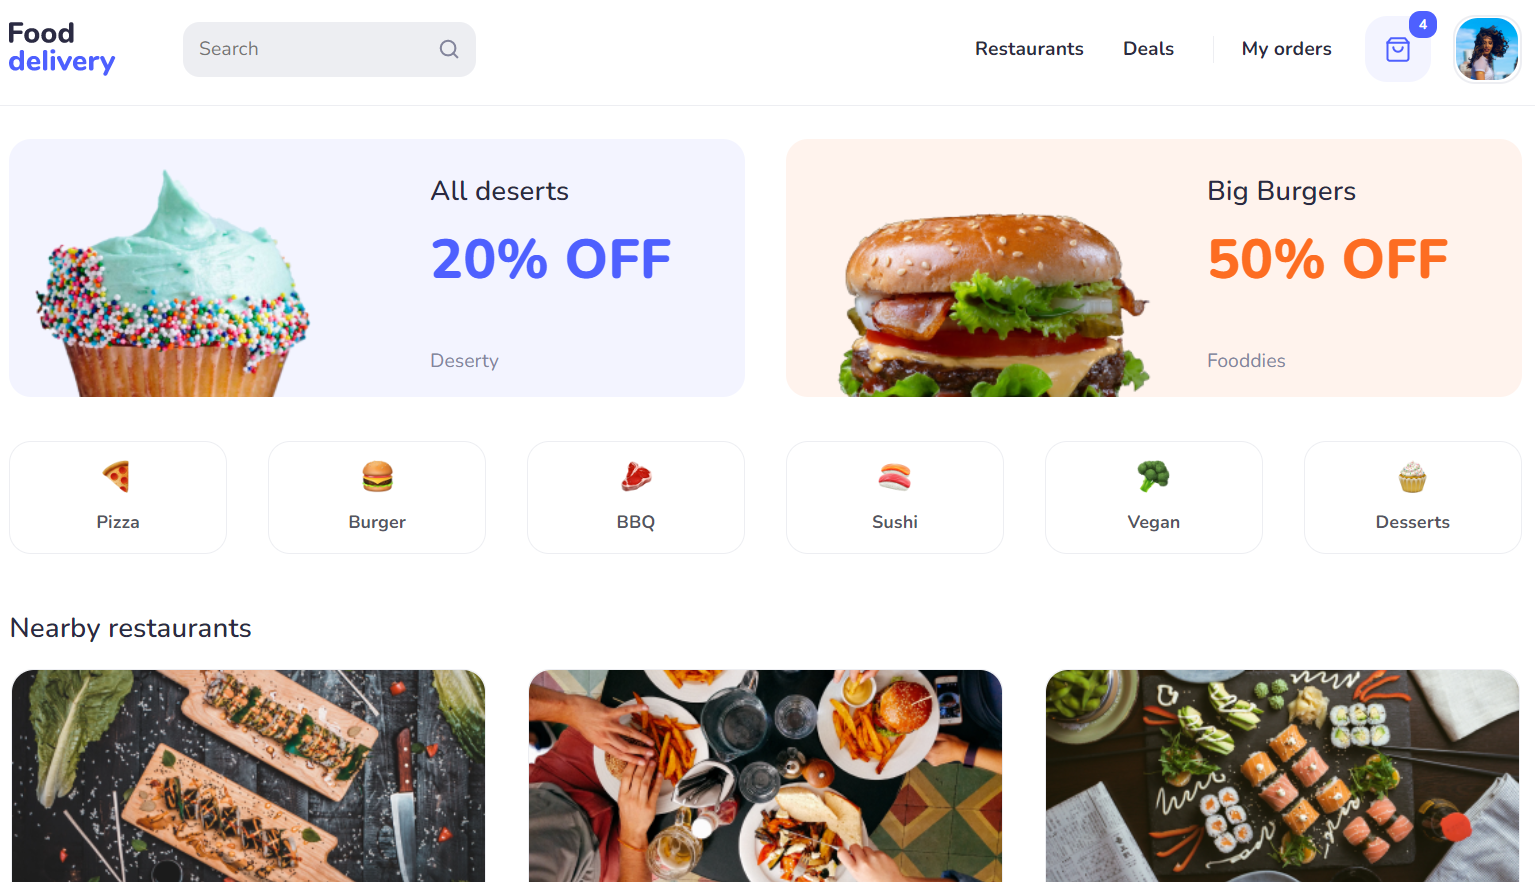 Food
delivery
Search
Restaurants
Deals
My orders
4
All deserts
20% OFF
Deserty
Big Burgers
50% OFF
Fooddies
Pizza
Burger
BBQ
Sushi
Vegan
Desserts
Nearby restaurants